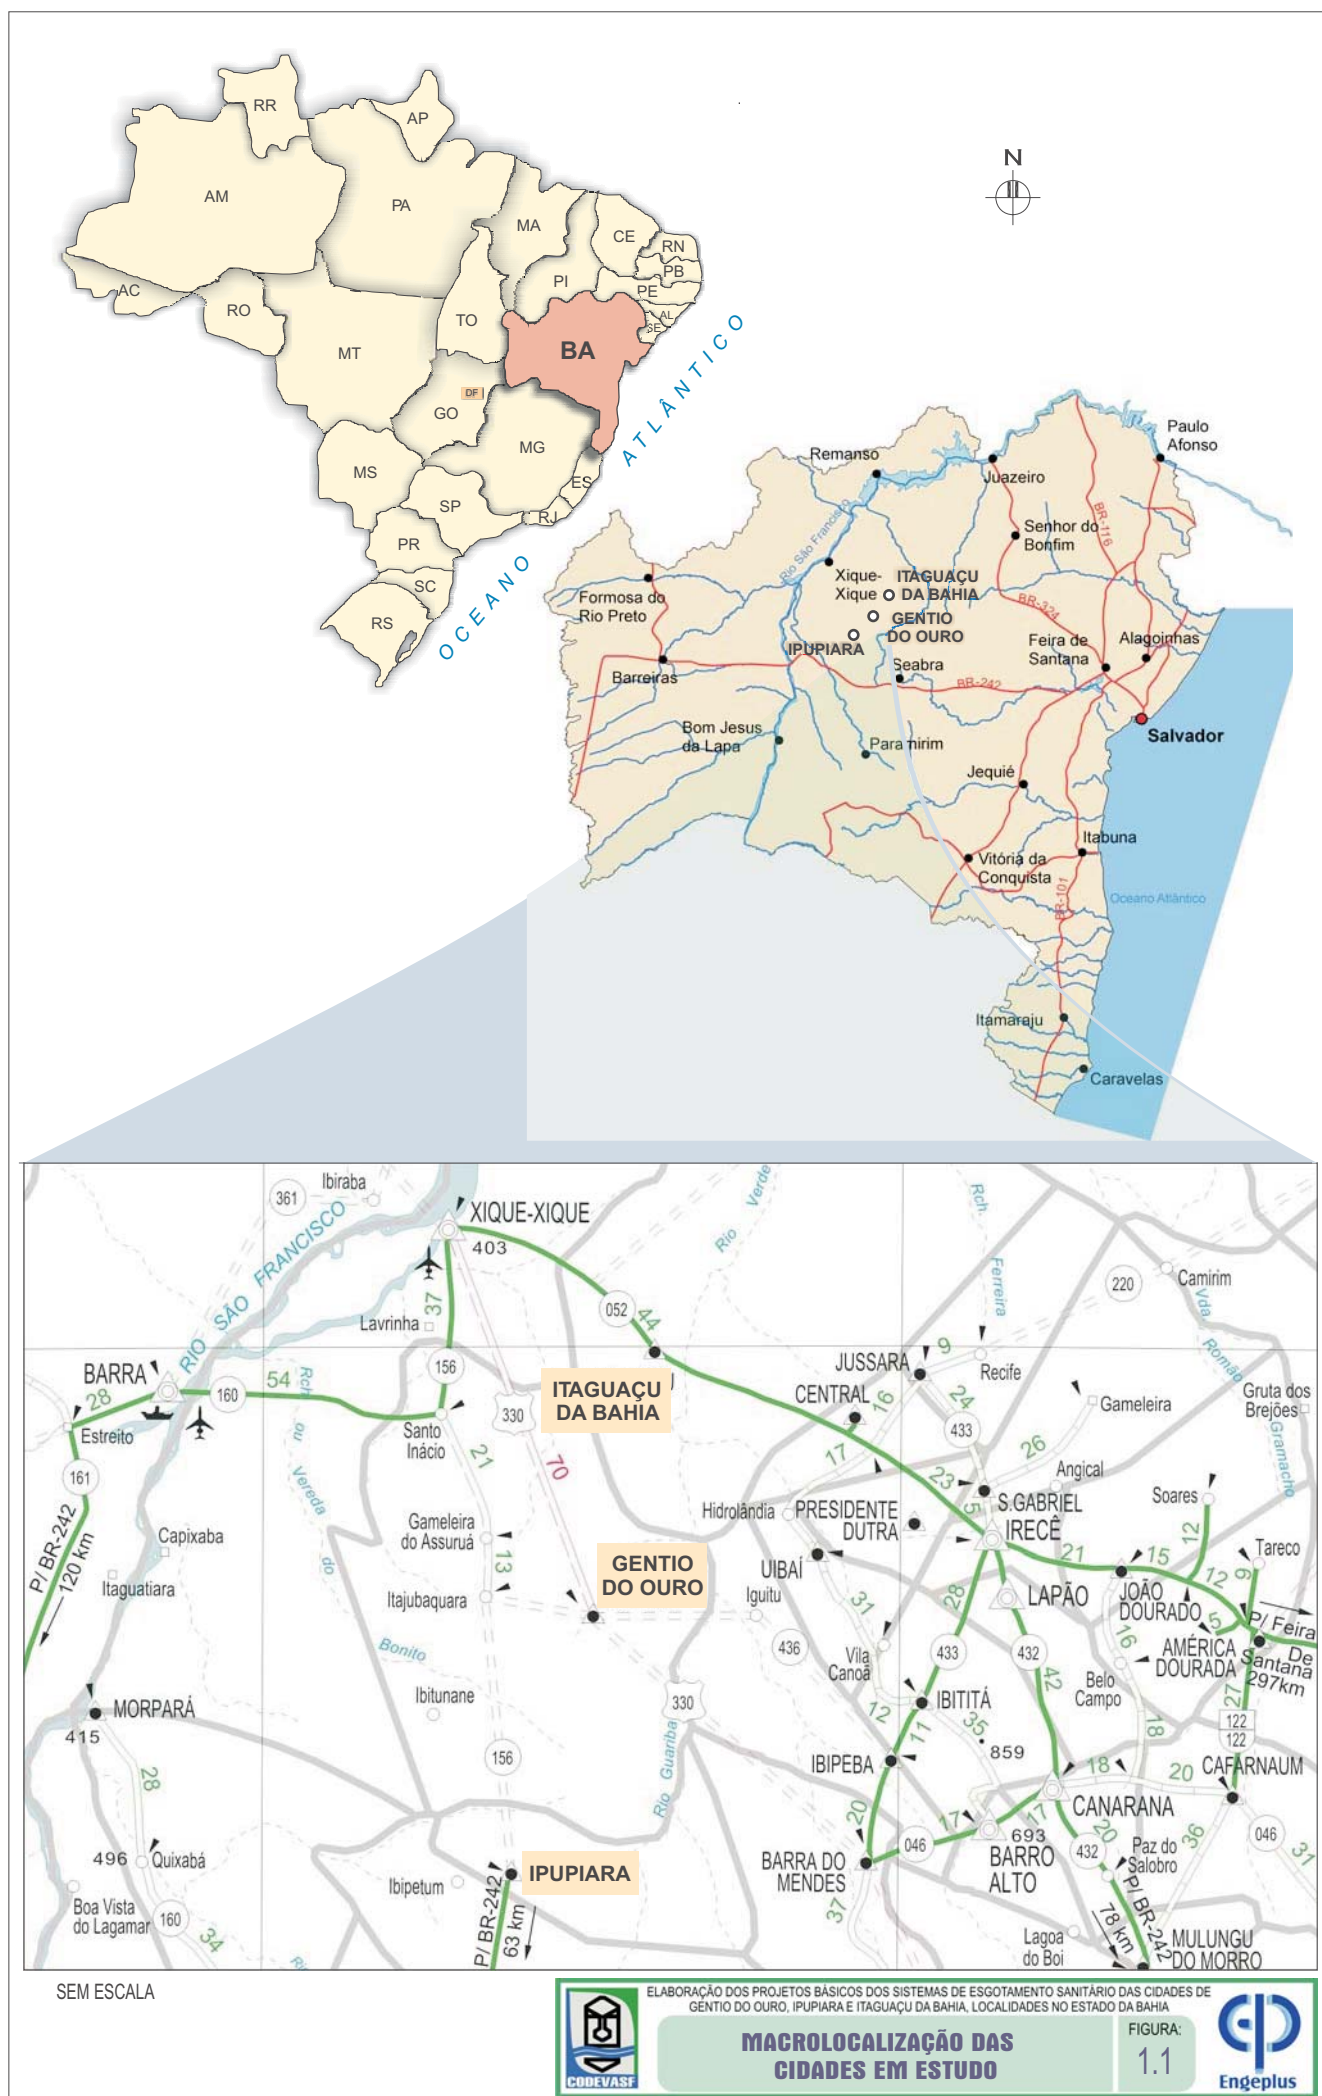 RR
AP
AM
PA
MA
CE
RN
PB
PI
PE
AL
SE
AC
RO
TO
MT
BA
DF
GO
MG
MS
ES
SP
RJ
PR
SC
RS
OCEANO
ATLÂNTICO
N
Paulo
Afonso
Remanso
Juazeiro
Rio São Francisco
BR-116
Senhor do
Bonfim
Xique-
Xique
ITAGUAÇU
DA BAHIA
Formosa do
Rio Preto
GENTIO
DO OURO
BR-324
IPUPIARA
Feira de
Santana
Alagoinhas
Barreiras
Seabra
BR-242
Bom Jesus
da Lapa
Salvador
Jequié
Itabuna
Vitória da
Conquista
BR-101
Oceano Atlântico
Itamaraju
Caravelas
361
Ibiraba
RIO SÃO FRANCISCO
XIQUE-XIQUE
403
Rio Verde
Rch.
Ferreira
220
Camirim
Vda.
Romão
37
Lavrinha
052
44
156
BARRA
28
160
54
Rch.
no
Vereda
do
Estreito
161
P/ BR-242
120 km
Santo
Inácio
21
330
70
ITAGUAÇU
DA BAHIA
JUSSARA
9
Recife
CENTRAL
16
24
433
17
23
26
Gameleira
Gruta dos
Brejões
Gramacho
Angical
Soares
Hidrolândia
PRESIDENTE
DUTRA
5
S.GABRIEL
IRECÊ
12
Tareco
Capixaba
Itaguatiara
Gameleira
do Assuruá
13
Itajubaquara
GENTIO
DO OURO
UIBAÍ
Iguitu
31
28
LAPÃO
21
15
12
9
JOÃO
DOURADO
5
P/ Feira
De
Santana
297km
AMÉRICA
DOURADA
Bonito
Ibitunane
436
Vila
Canoã
433
432
42
16
Belo
Campo
18
27
122
122
MORPARÁ
415
28
156
330
Rio Guariba
12
IBITITÁ
11
35
859
IBIPEBA
18
20
CAFARNAUM
CANARANA
20
17
17
20
36
046
31
496
Quixabá
046
693
432
Paz do
Salobro
BARRA DO
MENDES
BARRO
ALTO
Boa Vista
do Lagamar
160
34
Ibipetum
IPUPIARA
P/ BR-242
63 km
37
Lagoa
do Boi
P/ BR-242
78 km
MULUNGU
DO MORRO
SEM ESCALA
ELABORAÇÃO DOS PROJETOS BÁSICOS DOS SISTEMAS DE ESGOTAMENTO SANITÁRIO DAS CIDADES DE
GENTIO DO OURO, IPUPIARA E ITAGUAÇU DA BAHIA, LOCALIDADES NO ESTADO DA BAHIA
MACROLOCALIZAÇÃO DAS
CIDADES EM ESTUDO
FIGURA:
1.1
CODEVASF
Engeplus